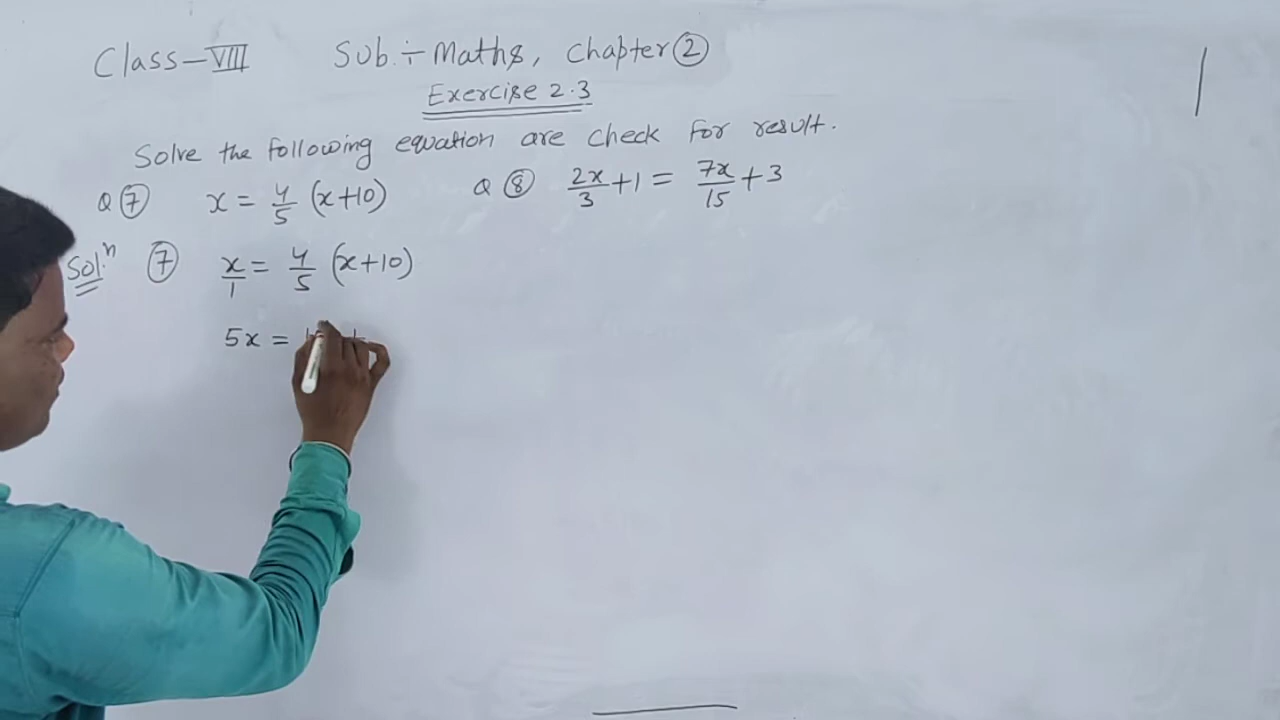 Class-VIII Sub.÷ Maths, Chapter ②
Exercise 2.3
Solve the following equation are check for result.
Q ⑦ x = 4/5 (x+10) Q ⑧ 2x/3 + 1 = 7x/15 + 3
Sol.ⁿ ⑦ x/1 = 4/5 (x+10)
5x =